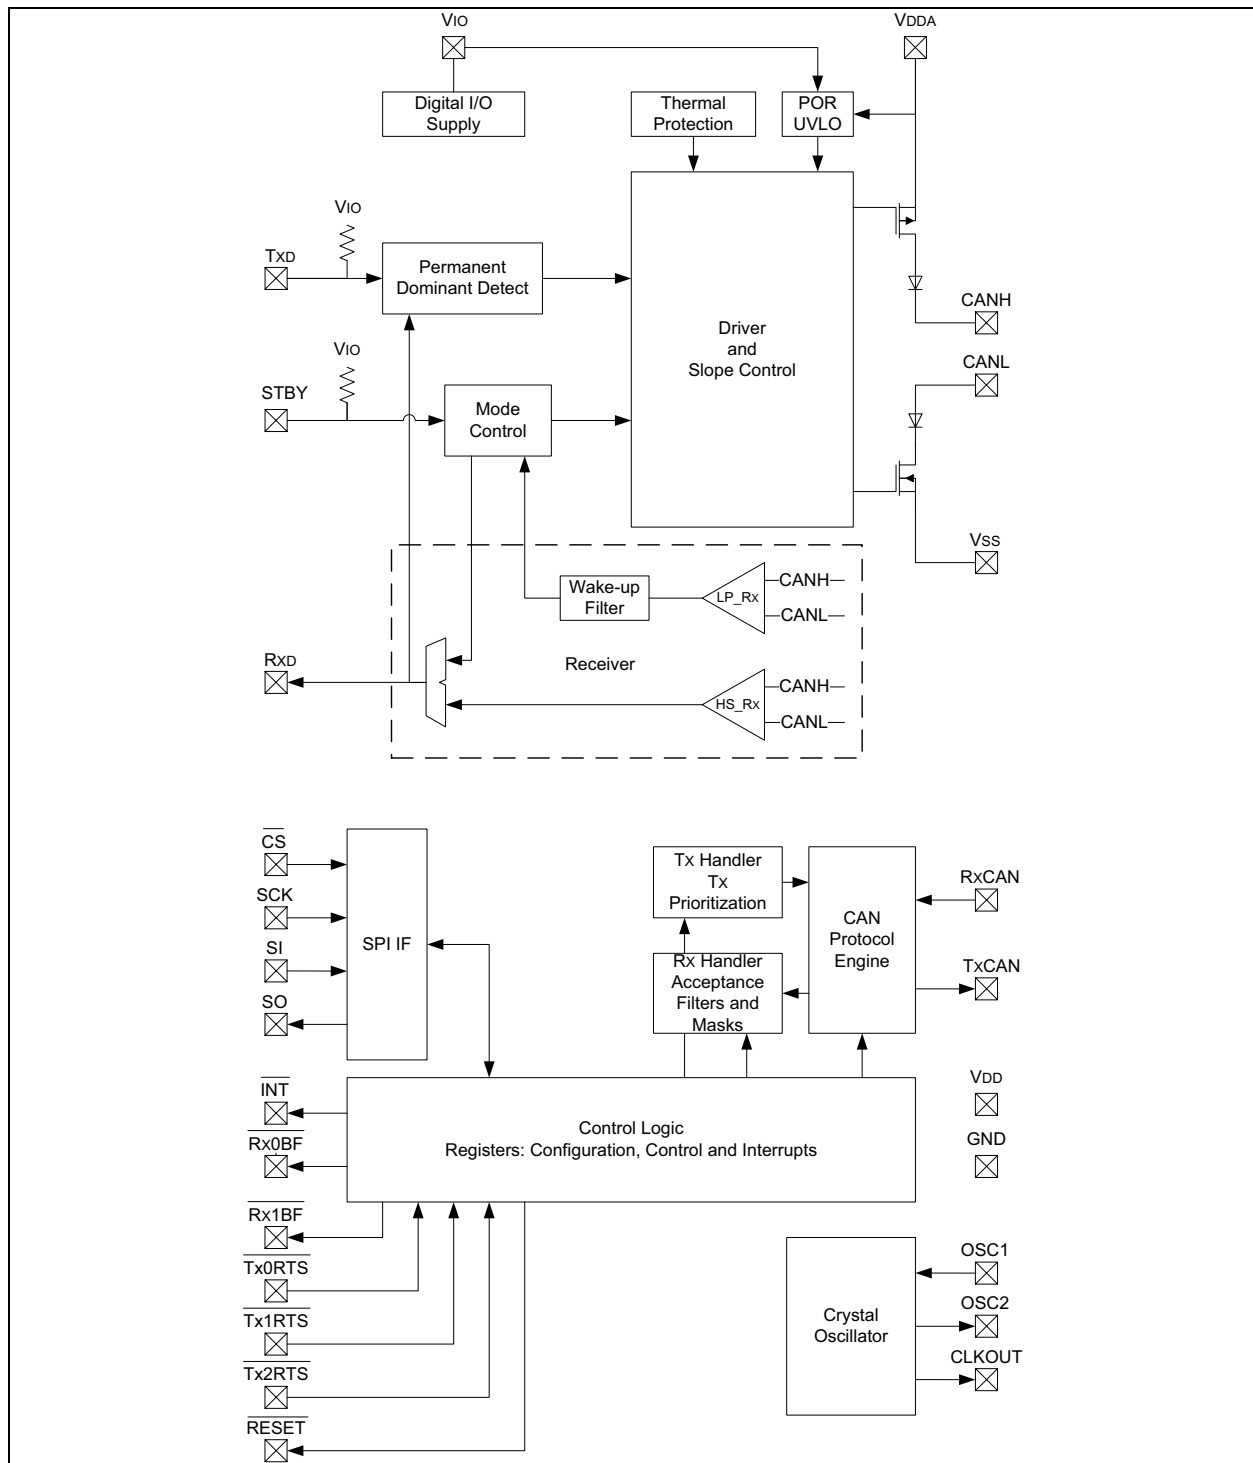 VIO
VDDA
Digital I/O
Supply
Thermal
Protection
POR
UVLO
VIO
TXD
Permanent
Dominant Detect
CANH
Driver
and
Slope Control
VIO
CANL
STBY
Mode
Control
VSS
Wake-up
Filter
LP_RX
CANH
CANL
RXD
Receiver
HS_RX
CANH
CANL
CS
SCK
SI
SO
SPI IF
TX Handler
TX
Prioritization
RX Handler
Acceptance
Filters and
Masks
CAN
Protocol
Engine
RXCAN
TXCAN
INT
RX0BF
Control Logic
Registers: Configuration, Control and Interrupts
VDD
GND
RX1BF
Tx0RTS
Tx1RTS
Tx2RTS
RESET
Crystal
Oscillator
OSC1
OSC2
CLKOUT